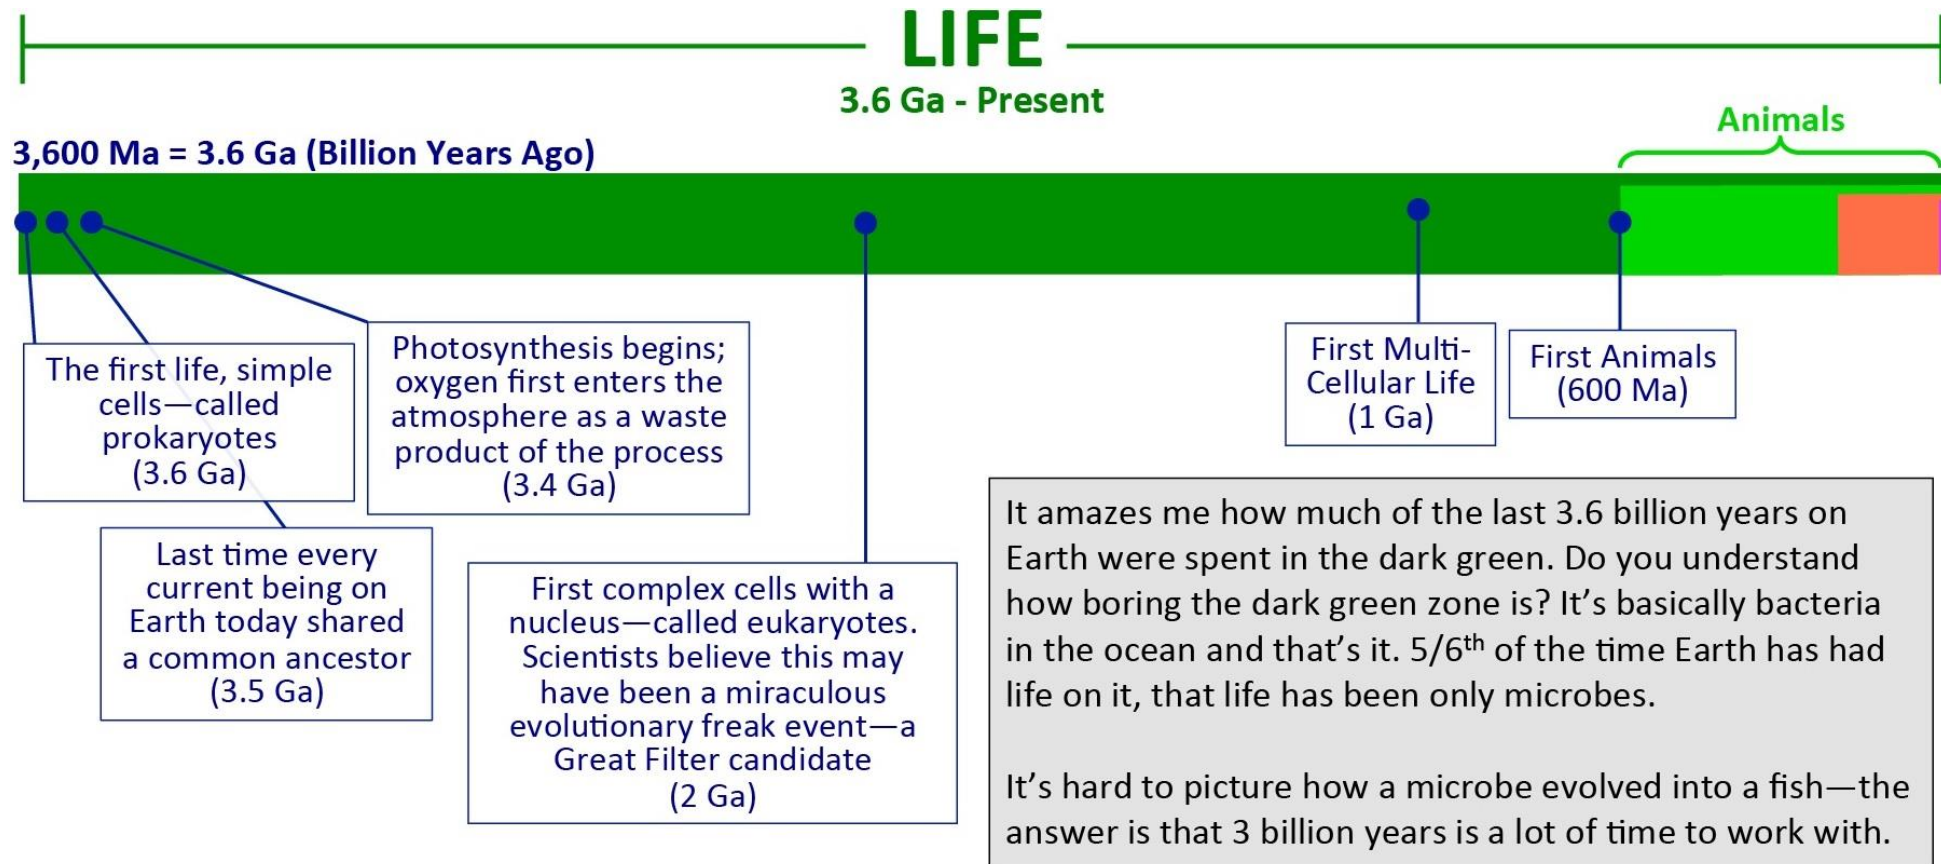 LIFE
3.6 Ga - Present
Animals
3,600 Ma = 3.6 Ga (Billion Years Ago)
The first life, simple
cells—called
prokaryotes
(3.6 Ga)
Photosynthesis begins;
oxygen first enters the
atmosphere as a waste
product of the process
(3.4 Ga)
First Multi-
Cellular Life
(1 Ga)
First Animals
(600 Ma)
Last time every
current being on
Earth today shared
a common ancestor
(3.5 Ga)
First complex cells with a
nucleus—called eukaryotes.
Scientists believe this may
have been a miraculous
evolutionary freak event—a
Great Filter candidate
(2 Ga)
It amazes me how much of the last 3.6 billion years on
Earth were spent in the dark green. Do you understand
how boring the dark green zone is? It’s basically bacteria
in the ocean and that’s it. 5/6th of the time Earth has had
life on it, that life has been only microbes.
It’s hard to picture how a microbe evolved into a fish—the
answer is that 3 billion years is a lot of time to work with.